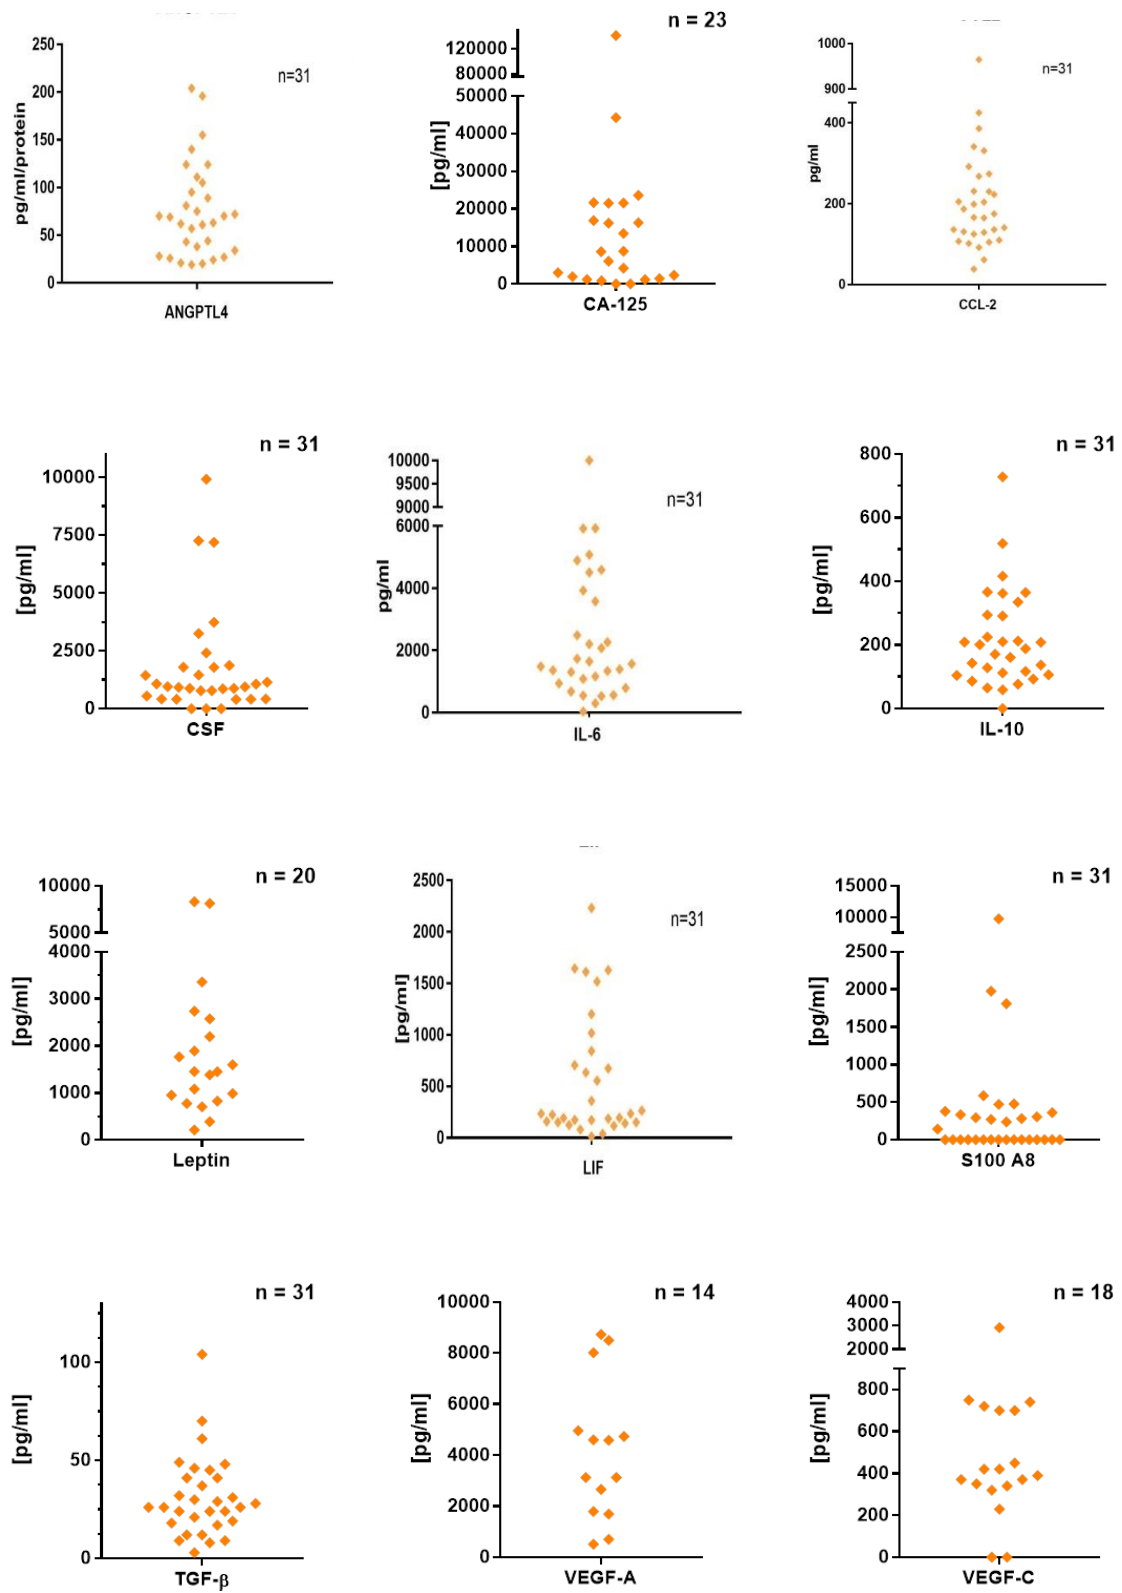 n = 23
250
200
150
100
50
0
pg/ml/protein
n=31
ANGPTL4
120000
80000
50000
40000
30000
20000
10000
0
[pg/ml]
CA-125
1000
900
400
200
0
pg/ml
n=31
CCL-2
n = 31
10000
7500
5000
2500
0
[pg/ml]
CSF
10000
9500
9000
6000
4000
2000
0
pg/ml
n=31
IL-6
n = 31
800
600
400
200
0
[pg/ml]
IL-10
n = 20
10000
5000
4000
3000
2000
1000
0
[pg/ml]
Leptin
2500
2000
1500
1000
500
0
[pg/ml]
n=31
LIF
n = 31
15000
10000
2500
2000
1500
1000
500
0
[pg/ml]
S100 A8
n = 31
100
50
0
[pg/ml]
TGF-β
n = 14
10000
8000
6000
4000
2000
0
[pg/ml]
VEGF-A
n = 18
4000
3000
2000
800
600
400
200
0
[pg/ml]
VEGF-C